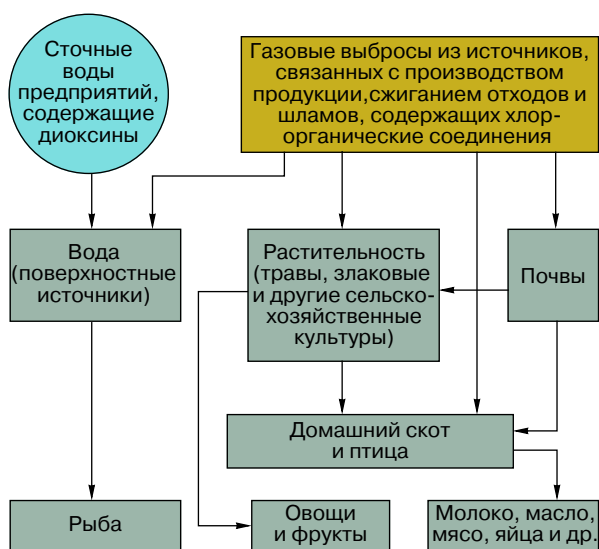 Сточные
воды
предприятий,
содержащие
диоксины
Газовые выбросы из источников,
связанных с производством
продукции,сжиганием отходов и
шламов, содержащих хлор-
органические соединения
Вода
(поверхностные
источники)
Растительность
(травы, злаковые
и другие сельско-
хозяйственные
культуры)
Почвы
Домашний скот
и птица
Рыба
Овощи
и фрукты
Молоко, масло,
мясо, яйца и др.